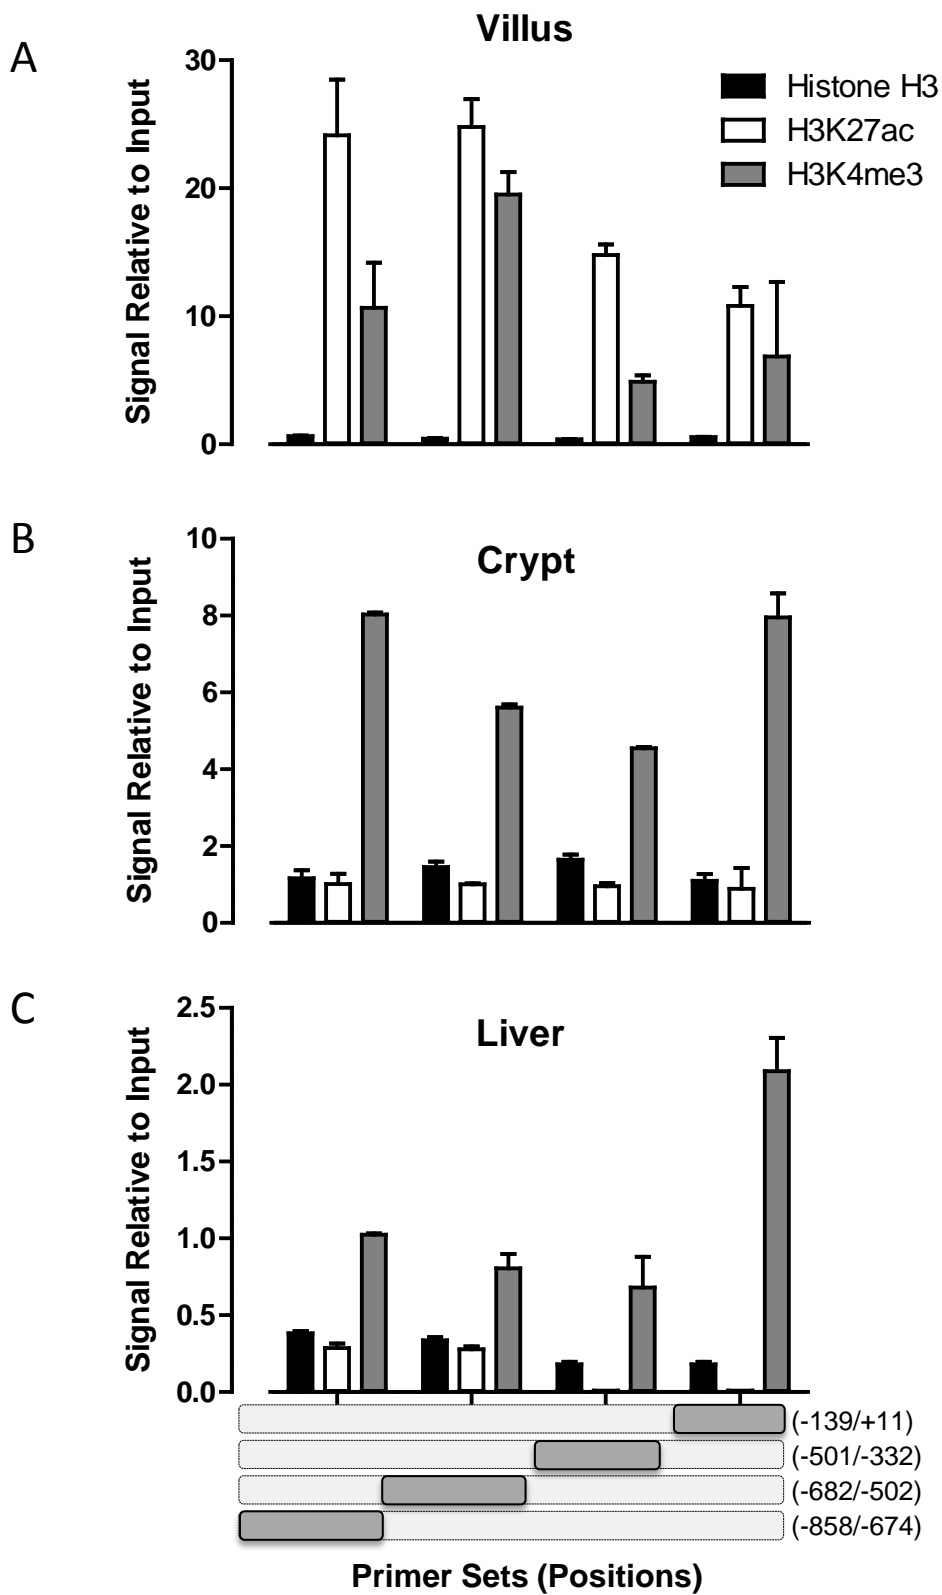 A
Villus
Signal Relative to Input
30
20
10
0
Histone H3
H3K27ac
H3K4me3
B
Crypt
Signal Relative to Input
10
8
6
4
2
0
C
Liver
Signal Relative to Input
2.5
2.0
1.5
1.0
0.5
0.0
(-139/+11)
(-501/-332)
(-682/-502)
(-858/-674)
Primer Sets (Positions)